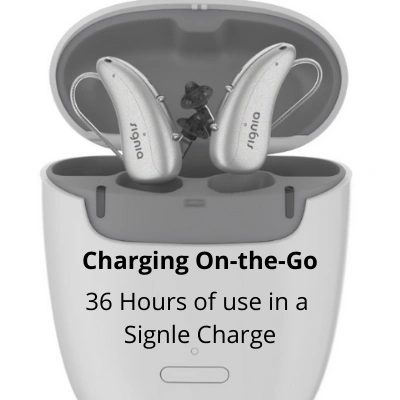 signia
signia
Charging On-the-Go
36 Hours of use in a
Signle Charge